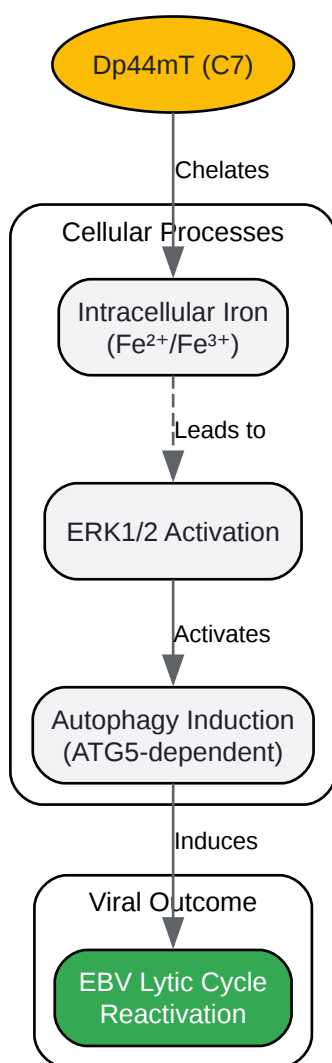 Dp44mT (C7)
Chelates
Cellular Processes
Intracellular Iron
(Fe²⁺/Fe³⁺)
Leads to
ERK1/2 Activation
Activates
Autophagy Induction
(ATG5-dependent)
Induces
Viral Outcome
EBV Lytic Cycle
Reactivation